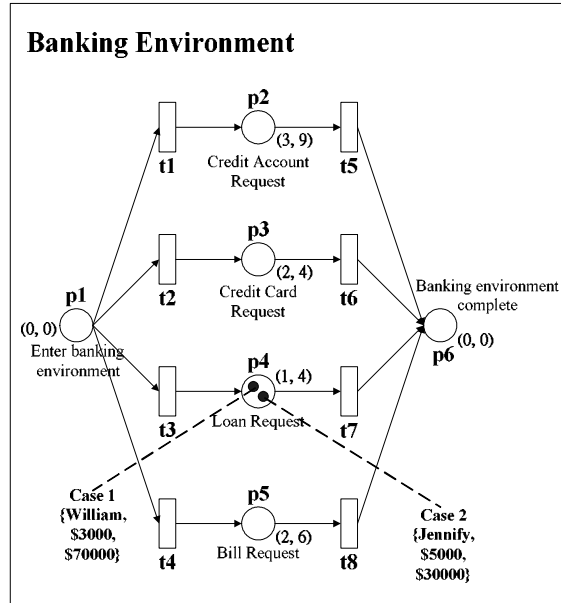 Banking Environment
p2
(3, 9)
t1
Credit Account
Request
t5
p3
(2, 4)
t2
Credit Card
Request
t6
Banking environment
complete
p1
(0, 0)
Enter banking
environment
p6
(0, 0)
p4
(1, 4)
t3
Loan Request
t7
Case 1
{William,
$3000,
$70000}
p5
(2, 6)
t4
Bill Request
t8
Case 2
{Jennify,
$5000,
$30000}